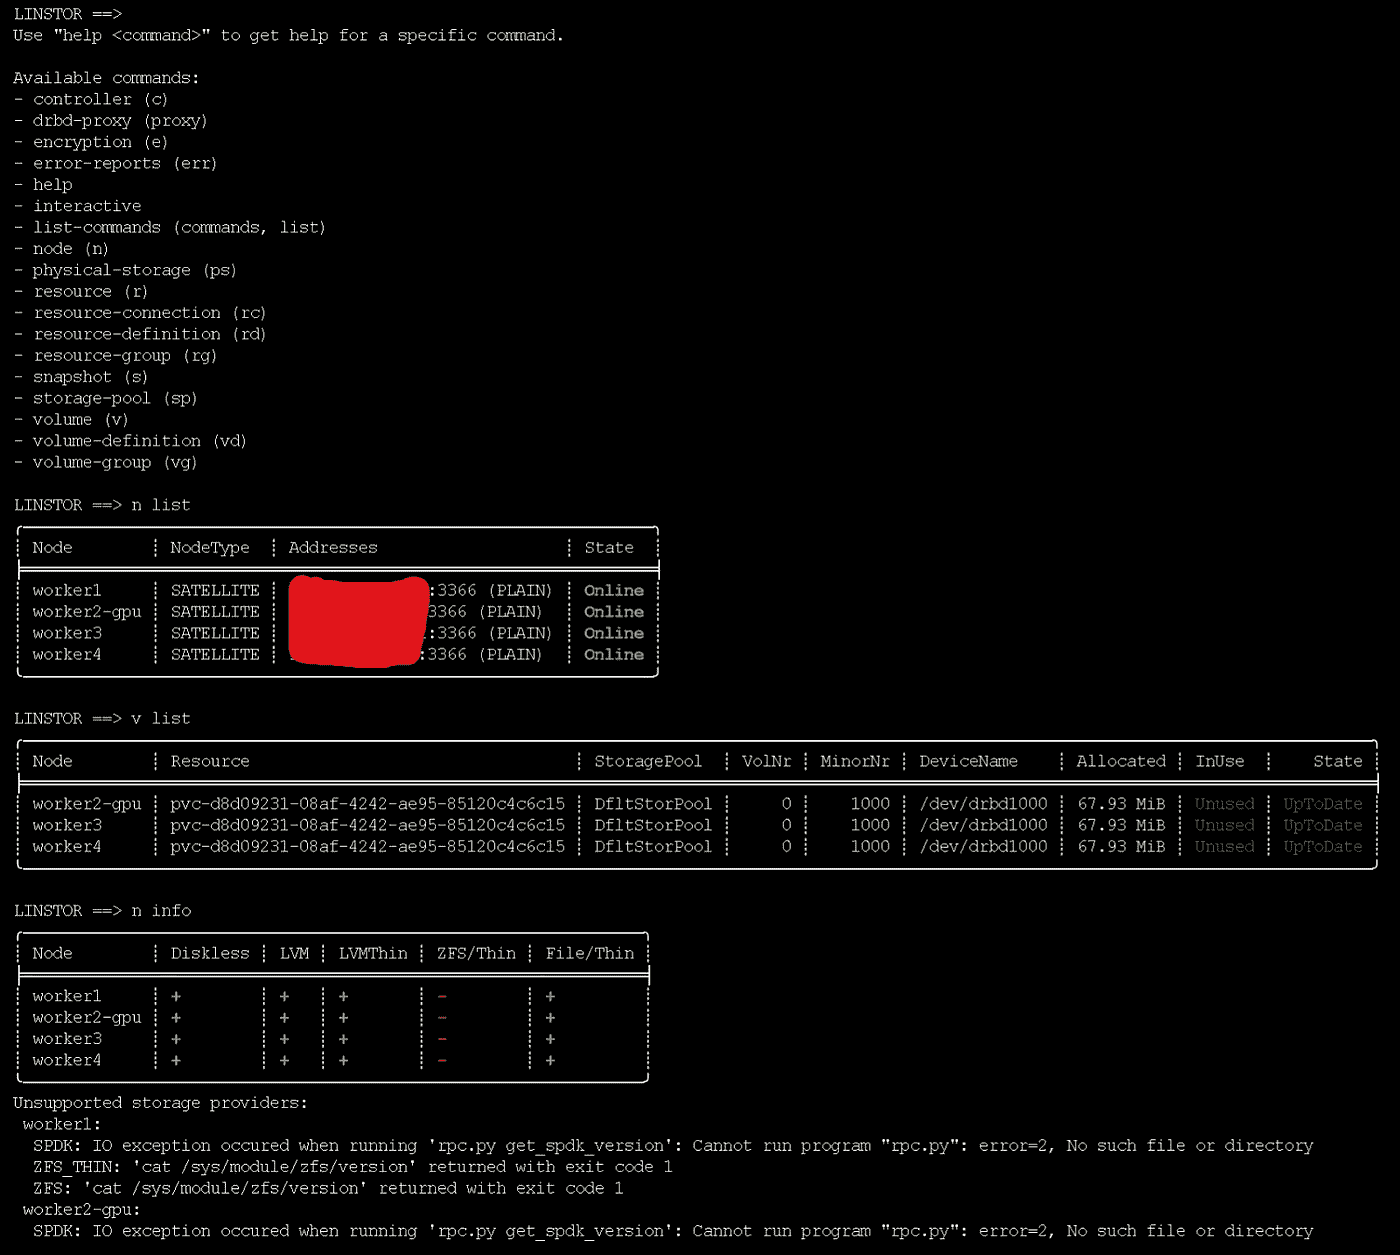 LINSTOR ==>
Use "help <command>" to get help for a specific command.
Available commands:
- controller (c)
- drbd-proxy (proxy)
- encryption (e)
- error-reports (err)
- help
- interactive
- list-commands (commands, list)
- node (n)
- physical-storage (ps)
- resource (r)
- resource-connection (rc)
- resource-definition (rd)
- resource-group (rg)
- snapshot (s)
- storage-pool (sp)
- volume (v)
- volume-definition (vd)
- volume-group (vg)
LINSTOR ==> n list
Node NodeType Addresses State
worker1 SATELLITE :3366 (PLAIN) Online
worker2-gpu SATELLITE 3366 (PLAIN) Online
worker3 SATELLITE :3366 (PLAIN) Online
worker4 SATELLITE :3366 (PLAIN) Online
LINSTOR ==> v list
Node Resource StoragePool VolNr MinorNr DeviceName Allocated InUse State
worker2-gpu pvc-d8d09231-08af-4242-ae95-85120c4c6c15 DfltStorPool 0 1000 /dev/drbd1000 67.93 MiB Unused UpToDate
worker3 pvc-d8d09231-08af-4242-ae95-85120c4c6c15 DfltStorPool 0 1000 /dev/drbd1000 67.93 MiB Unused UpToDate
worker4 pvc-d8d09231-08af-4242-ae95-85120c4c6c15 DfltStorPool 0 1000 /dev/drbd1000 67.93 MiB Unused UpToDate
LINSTOR ==> n info
Node Diskless LVM LVMThin ZFS/Thin File/Thin
worker1 + + + - +
worker2-gpu + + + - +
worker3 + + + - +
worker4 + + + - +
Unsupported storage providers:
worker1:
SPDK: IO exception occured when running 'rpc.py get_spdk_version': Cannot run program "rpc.py": error=2, No such file or directory
ZFS_THIN: 'cat /sys/module/zfs/version' returned with exit code 1
ZFS: 'cat /sys/module/zfs/version' returned with exit code 1
worker2-gpu:
SPDK: IO exception occured when running 'rpc.py get_spdk_version': Cannot run program "rpc.py": error=2, No such file or directory